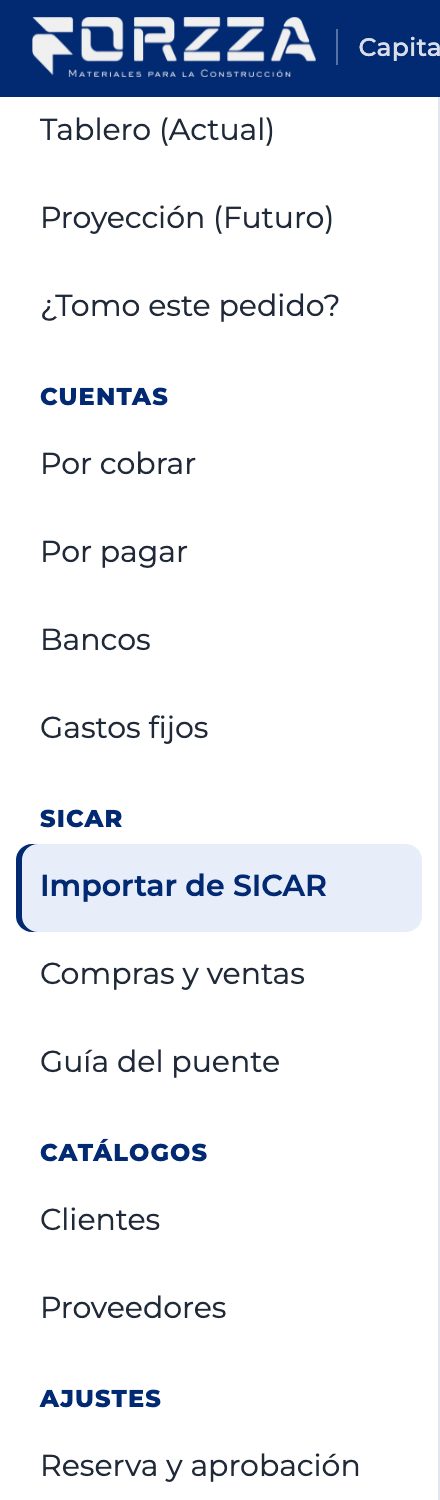 FORZZA
Materiales para la Construcción
Capita
Tablero (Actual)
Proyección (Futuro)
¿Tomo este pedido?
CUENTAS
Por cobrar
Por pagar
Bancos
Gastos fijos
SICAR
Importar de SICAR
Compras y ventas
Guía del puente
CATÁLOGOS
Clientes
Proveedores
AJUSTES
Reserva y aprobación